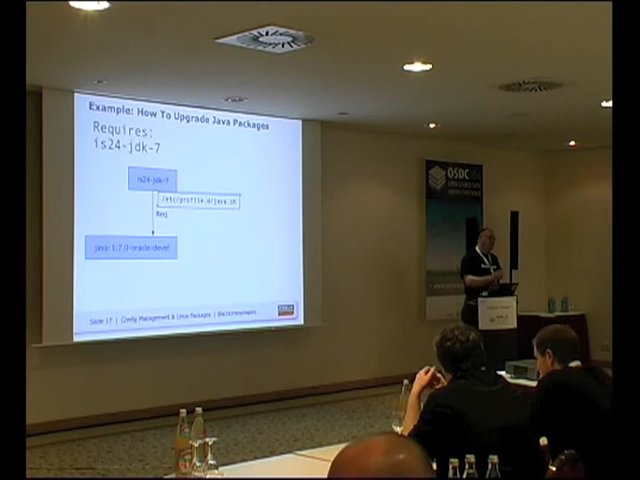 Example: How To Upgrade Java Packages
Requires:
is24-jdk-7
is24-jdk-7
/etc/profile.d/java.sh
Req
java-1.7.0-oracle-devel
Slide 17 | Config Management & Linux Packages |
OSDC